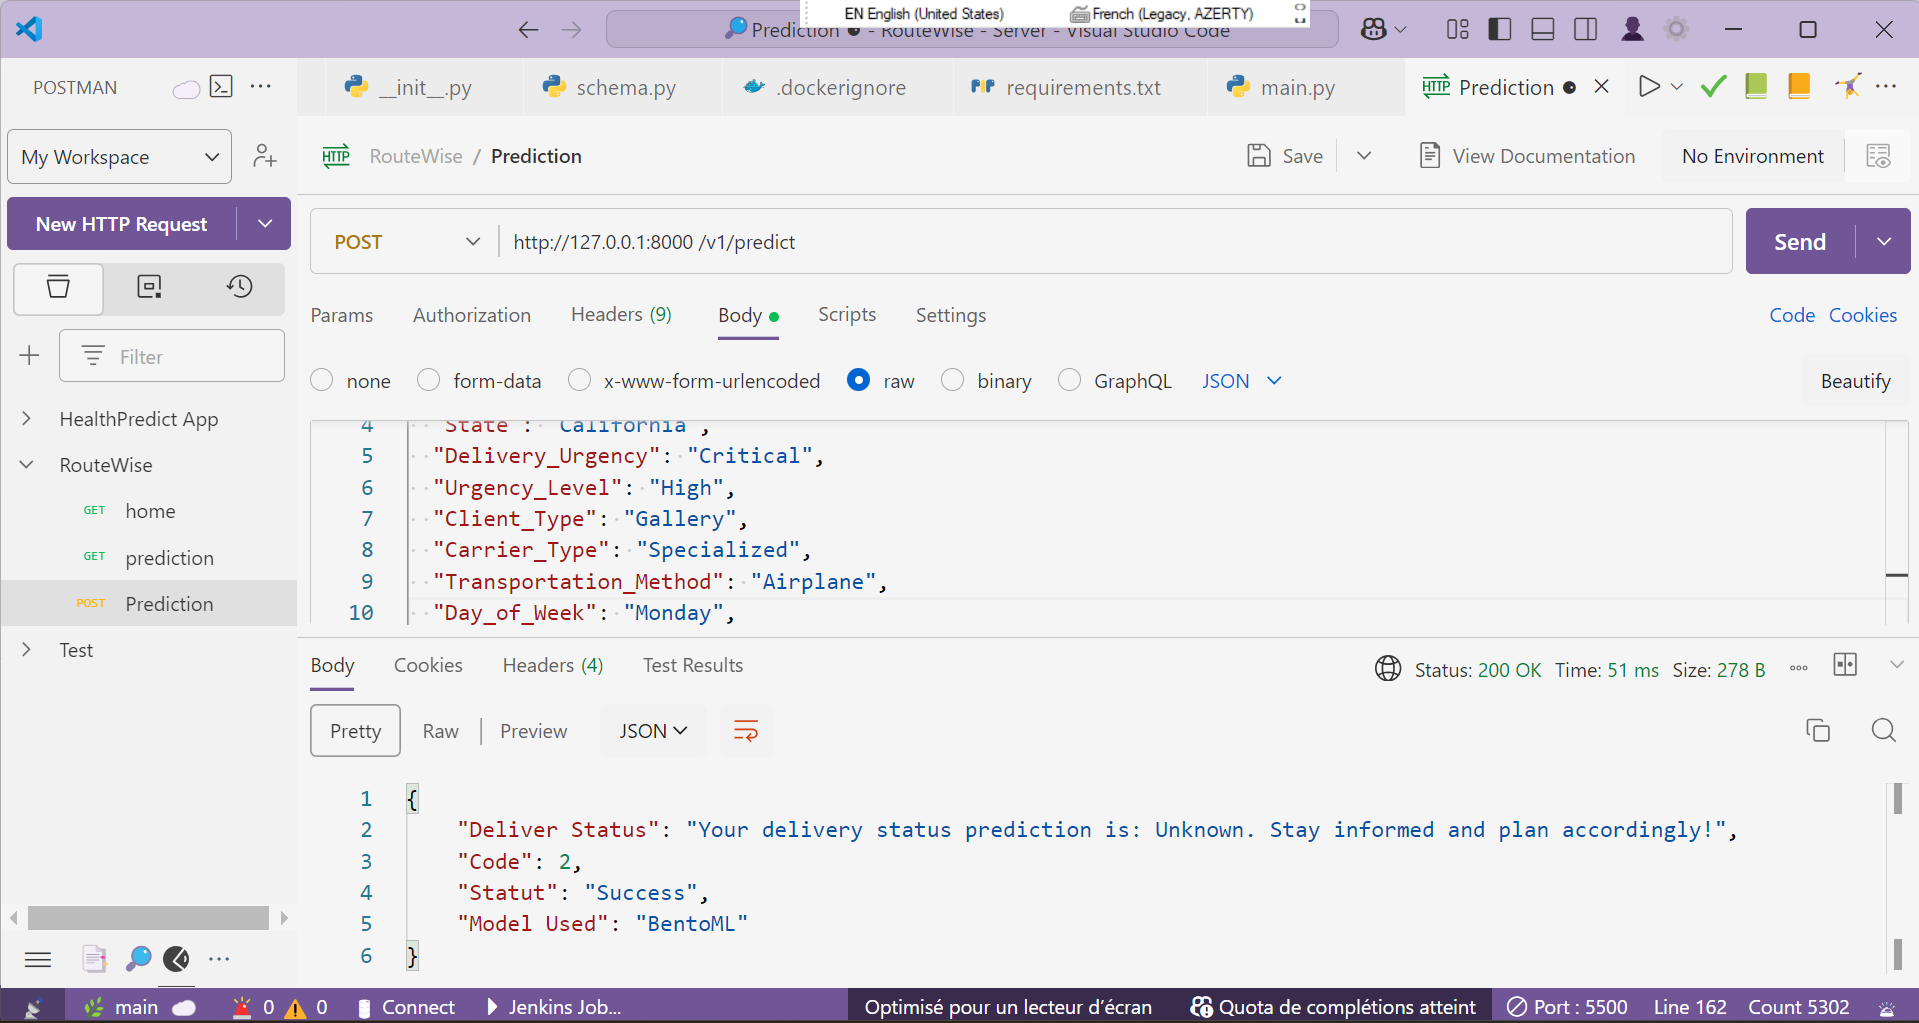 EN English (United States) French (Legacy, AZERTY)
Prediction ● - RouteWise - Server - Visual Studio Code
POSTMAN
__init__.py
schema.py
.dockerignore
requirements.txt
main.py
HTTP Prediction
My Workspace
HTTP RouteWise / Prediction
Save
View Documentation
No Environment
New HTTP Request
POST
http://127.0.0.1:8000 /v1/predict
Send
Params
Authorization
Headers (9)
Body
Scripts
Settings
Code
Cookies
Filter
none
form-data
x-www-form-urlencoded
raw
binary
GraphQL
JSON
Beautify
HealthPredict App
RouteWise
GET home
GET prediction
POST Prediction
Test
4 "State": "California",
5 "Delivery_Urgency": "Critical",
6 "Urgency_Level": "High",
7 "Client_Type": "Gallery",
8 "Carrier_Type": "Specialized",
9 "Transportation_Method": "Airplane",
10 "Day_of_Week": "Monday",
Body
Cookies
Headers (4)
Test Results
Status: 200 OK Time: 51 ms Size: 278 B
Pretty
Raw
Preview
JSON
1 {
2 "Deliver Status": "Your delivery status prediction is: Unknown. Stay informed and plan accordingly!",
3 "Code": 2,
4 "Statut": "Success",
5 "Model Used": "BentoML"
6 }
main
0 0
Connect
Jenkins Job...
Optimisé pour un lecteur d’écran
Quota de complétions atteint
Port : 5500
Line 162
Count 5302